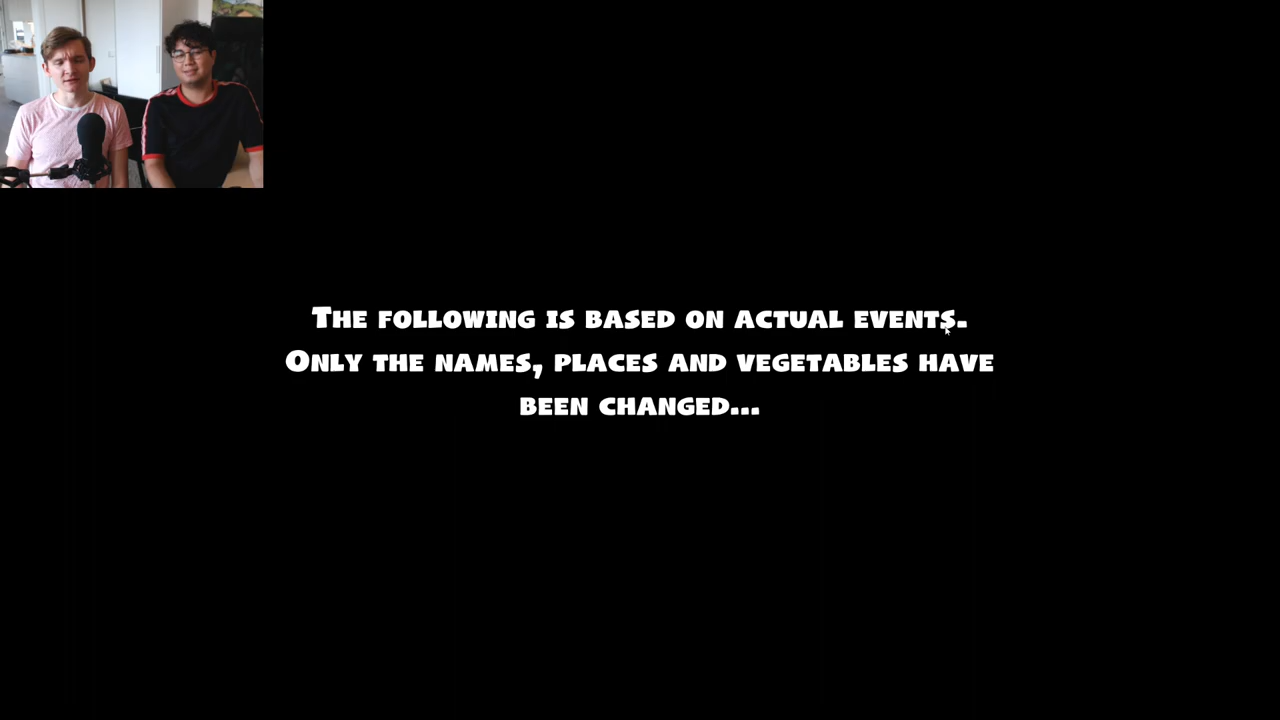 The following is based on actual events.
Only the names, places and vegetables have
been changed...